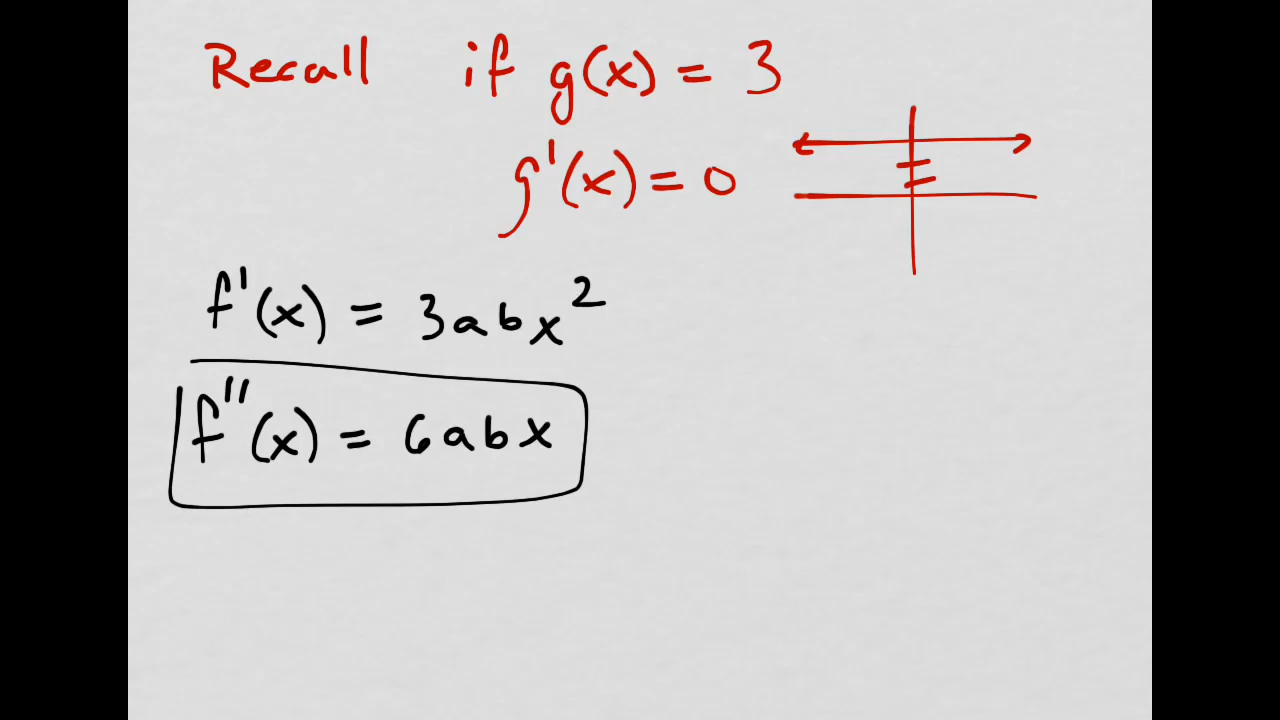 Recall if g(x) = 3
g'(x) = 0
f'(x) = 3abx²
f''(x) = 6abx